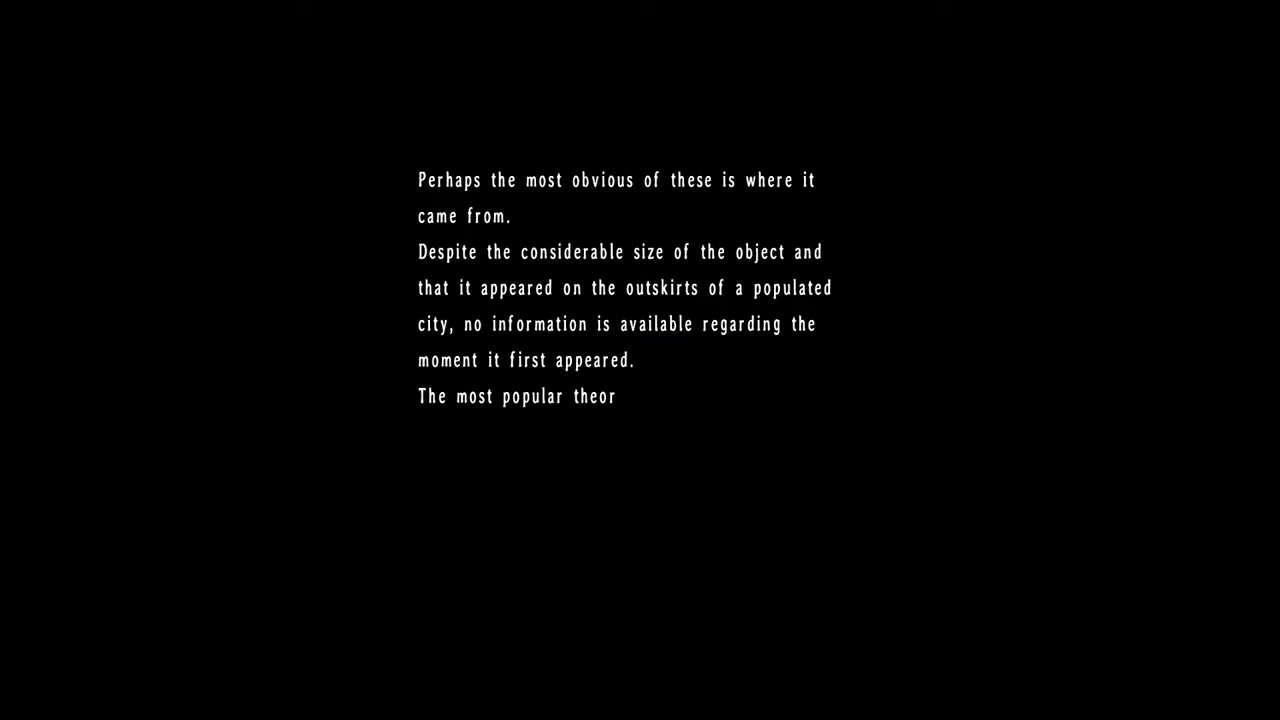 Perhaps the most obvious of these is where it
came from.
Despite the considerable size of the object and
that it appeared on the outskirts of a populated
city, no information is available regarding the
moment it first appeared.
The most popular theor